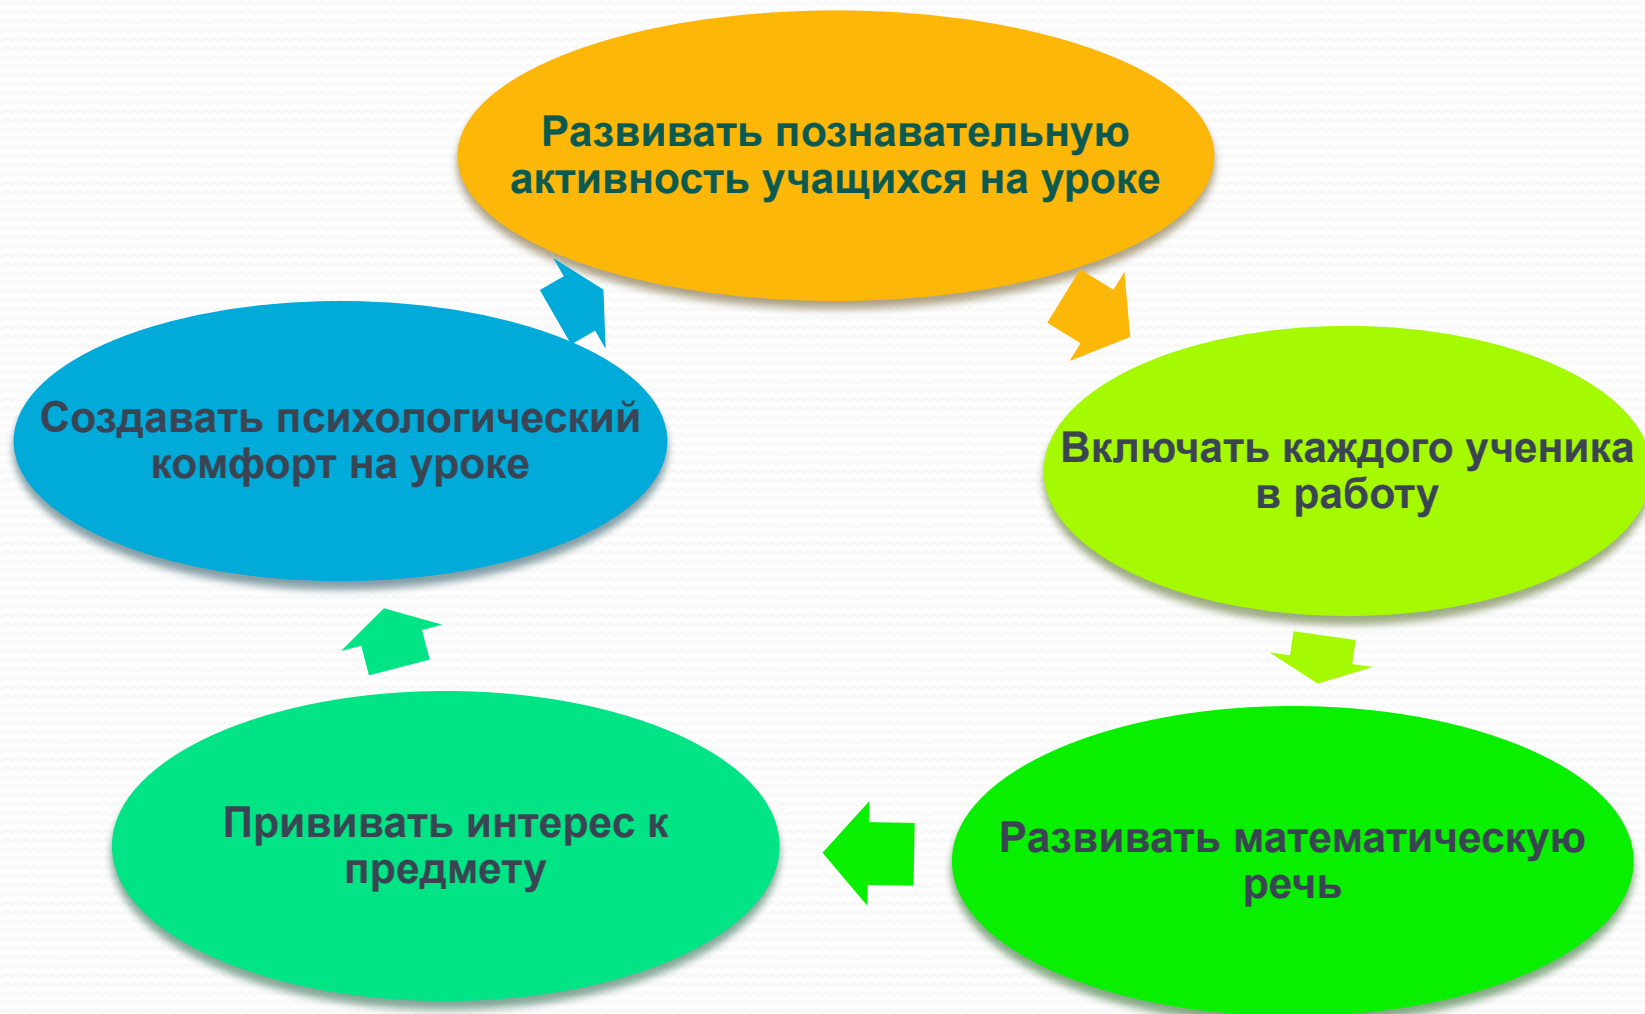 Развивать познавательную
активность учащихся на уроке
Включать каждого ученика
в работу
Развивать математическую
речь
Прививать интерес к
предмету
Создавать психологический
комфорт на уроке